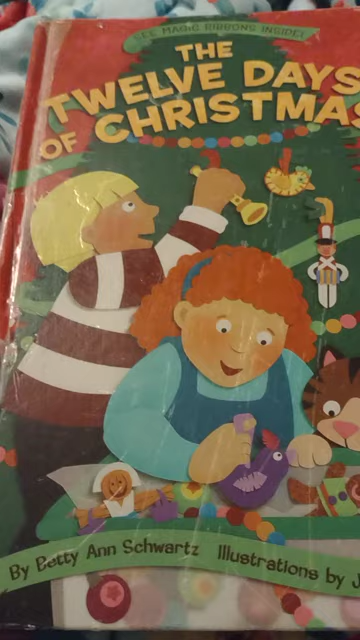 SEE MAGIC RIBBONS INSIDE!
THE
TWELVE DAYS
OF CHRISTMAS
By Betty Ann Schwartz Illustrations by J